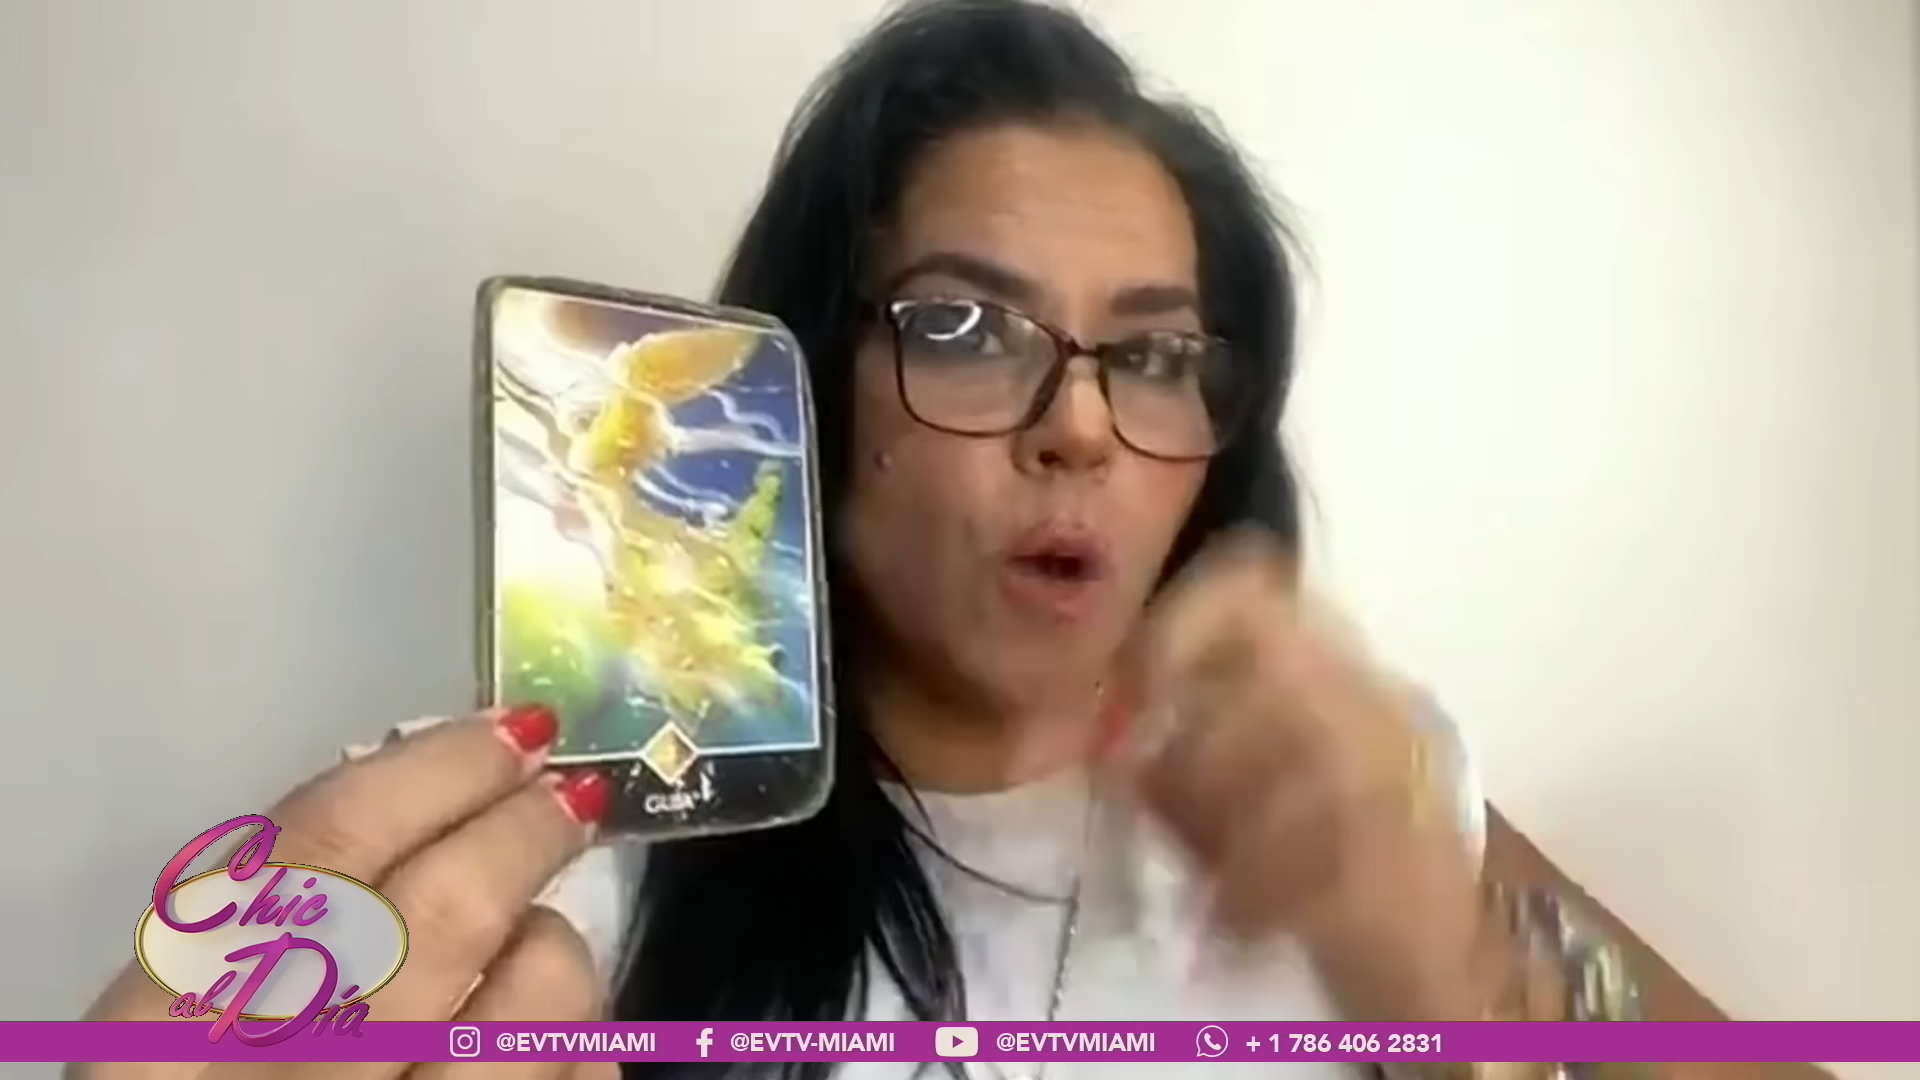 GUÍA
Chic
al Día
@EVTVMIAMI
@EVTV-MIAMI
@EVTVMIAMI
+ 1 786 406 2831